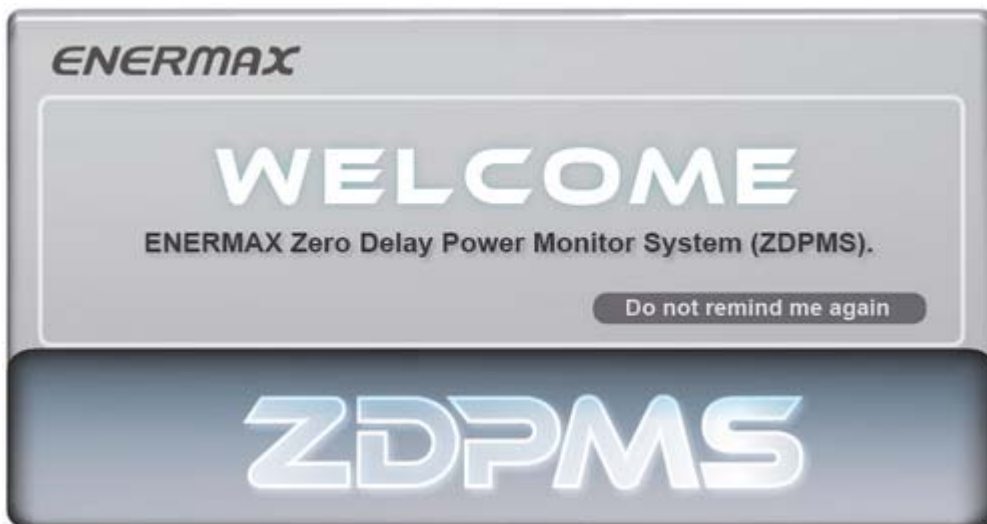 ENERMAX
WELCOME
ENERMAX Zero Delay Power Monitor System (ZDPMS).
Do not remind me again
ZDPMS